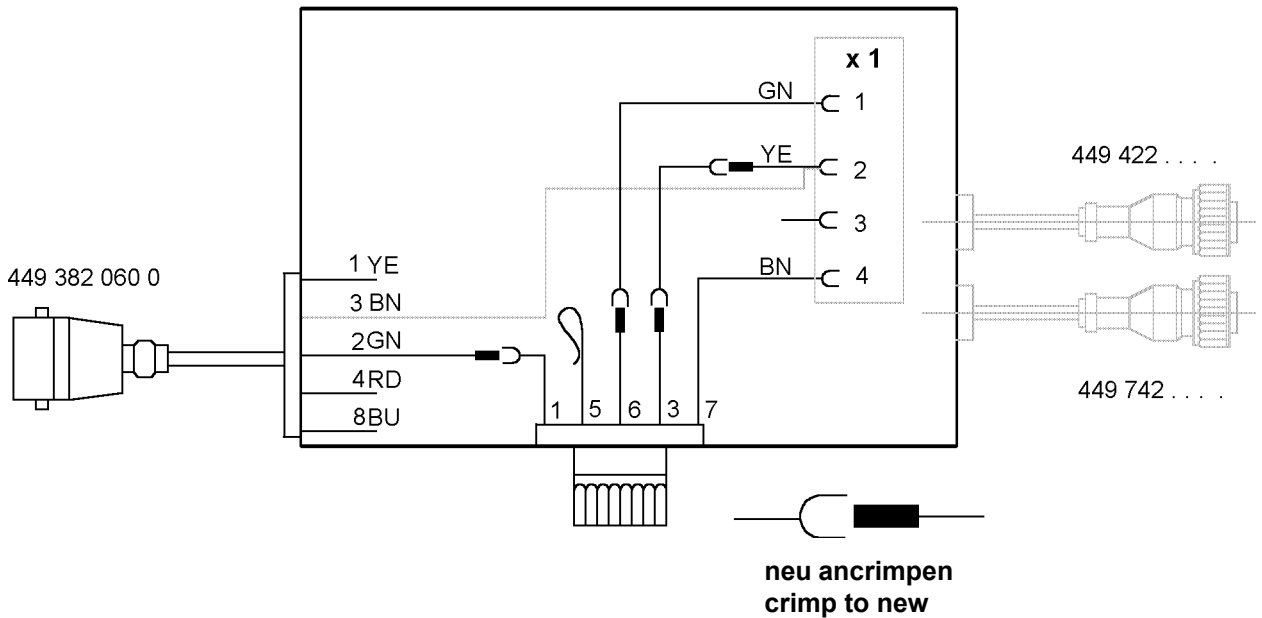 x 1
GN 1
YE 2
3
BN 4
449 422 . . . .
449 742 . . . .
449 382 060 0
1 YE
3 BN
2GN
4RD
8BU
1 5 6 3 7
neu ancrimpen
crimp to new